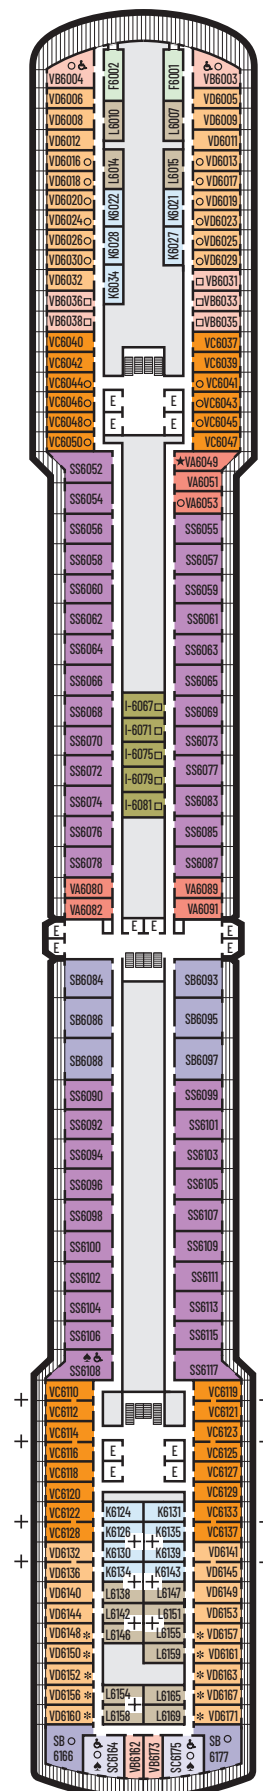 VB6004 F6002 F6001 VB6003
VD6006 VD6005
VD6008 L6010 L6007 VD6009
VD6012 VD6011
VD6016 L6014 L6015 VD6013
VD6018 VD6017
VD6020 K6022 K6021 VD6019
VD6024 VD6023
VD6026 K6028 K6027 VD6025
VD6030 VD6029
VD6032 K6034 VB6031
VB6036 VB6033
VB6038 VB6035
VC6040 VC6037
VC6042 VC6039
VC6044 VC6041
VC6046 E E VC6043
VC6048 E E VC6045
VC6050 VC6047
SS6052 VA6049
VA6051
SS6054 VA6053
SS6056 SS6055
SS6058 SS6057
SS6060 SS6059
SS6062 SS6061
SS6064 SS6063
SS6066 SS6065
SS6068 I-6067 SS6069
SS6070 I-6071 SS6073
SS6072 I-6075 SS6077
SS6074 I-6079 SS6083
SS6076 I-6081 SS6085
SS6078 SS6087
VA6080 VA6089
VA6082 VA6091
E E E E
E E
SB6084 SB6093
SB6086 SB6095
SB6088 SB6097
SS6090 SS6099
SS6092 SS6101
SS6094 SS6103
SS6096 SS6105
SS6098 SS6107
SS6100 SS6109
SS6102 SS6111
SS6104 SS6113
SS6106 SS6115
SS6108 SS6117
VC6110 VC6119
VC6112 VC6121
VC6114 VC6123
VC6116 E E VC6125
VC6118 E E VC6127
VC6120 VC6129
VC6122 K6124 K6131 VC6133
VC6128 K6126 K6135 VC6137
VD6132 K6130 K6139 VD6141
VD6136 K6134 K6143 VD6145
VD6140 L6138 L6147 VD6149
VD6144 L6142 L6151 VD6153
VD6148 L6146 L6155 VD6157
VD6150 L6159 VD6161
VD6152 VD6163
VD6156 L6154 L6165 VD6167
VD6160 L6158 L6169 VD6171
SB 6166 SC6164 VB6162 VB6173 SC6175 SB 6177